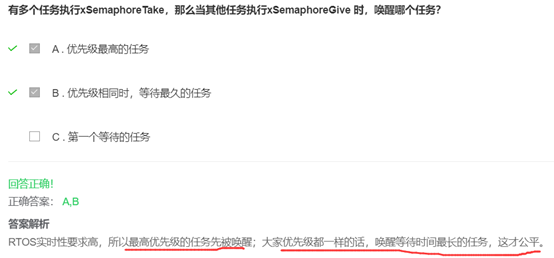 有多个任务执行xSemaphoreTake，那么当其他任务执行xSemaphoreGive 时，唤醒哪个任务?
A . 优先级最高的任务
B . 优先级相同时，等待最久的任务
C . 第一个等待的任务
回答正确!
正确答案： A,B
答案解析
RTOS实时性要求高，所以最高优先级的任务先被唤醒；大家优先级都一样的话，唤醒等待时间最长的任务，这才公平。